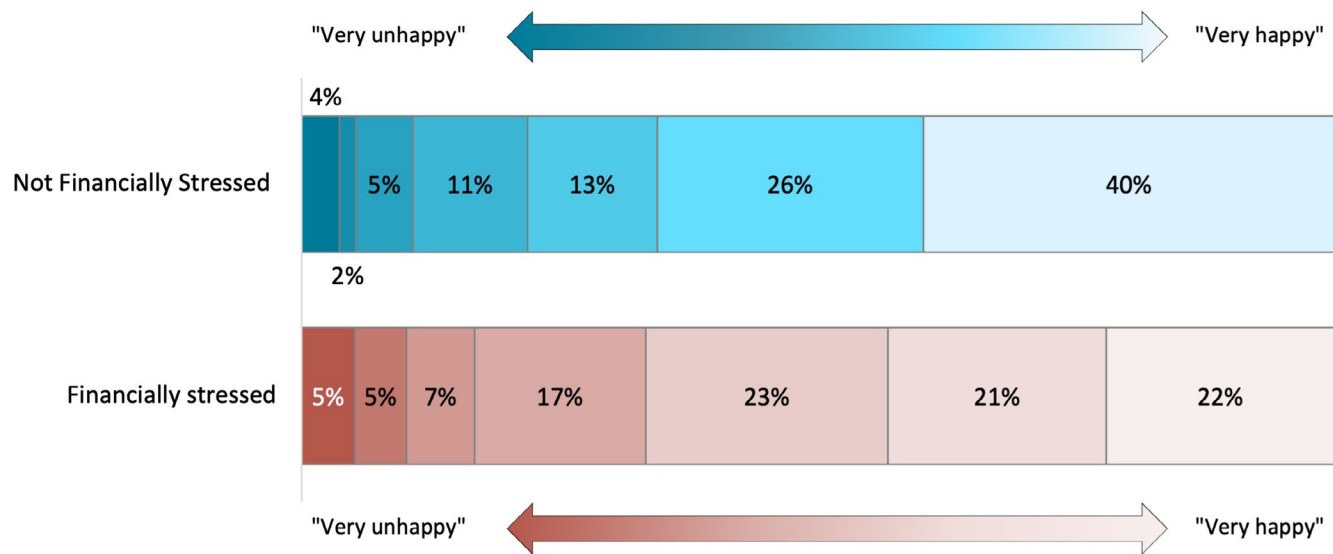 "Very unhappy" "Very happy"
4%
Not Financially Stressed 5% 11% 13% 26% 40%
2%
Financially stressed 5% 5% 7% 17% 23% 21% 22%
"Very unhappy" "Very happy"